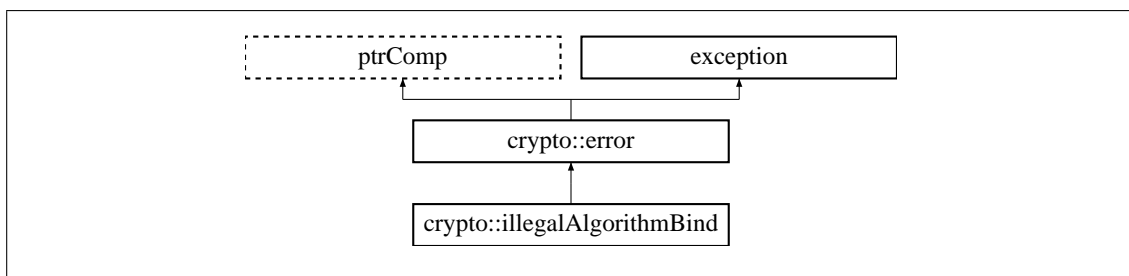 ptrComp
exception
crypto::error
crypto::illegalAlgorithmBind